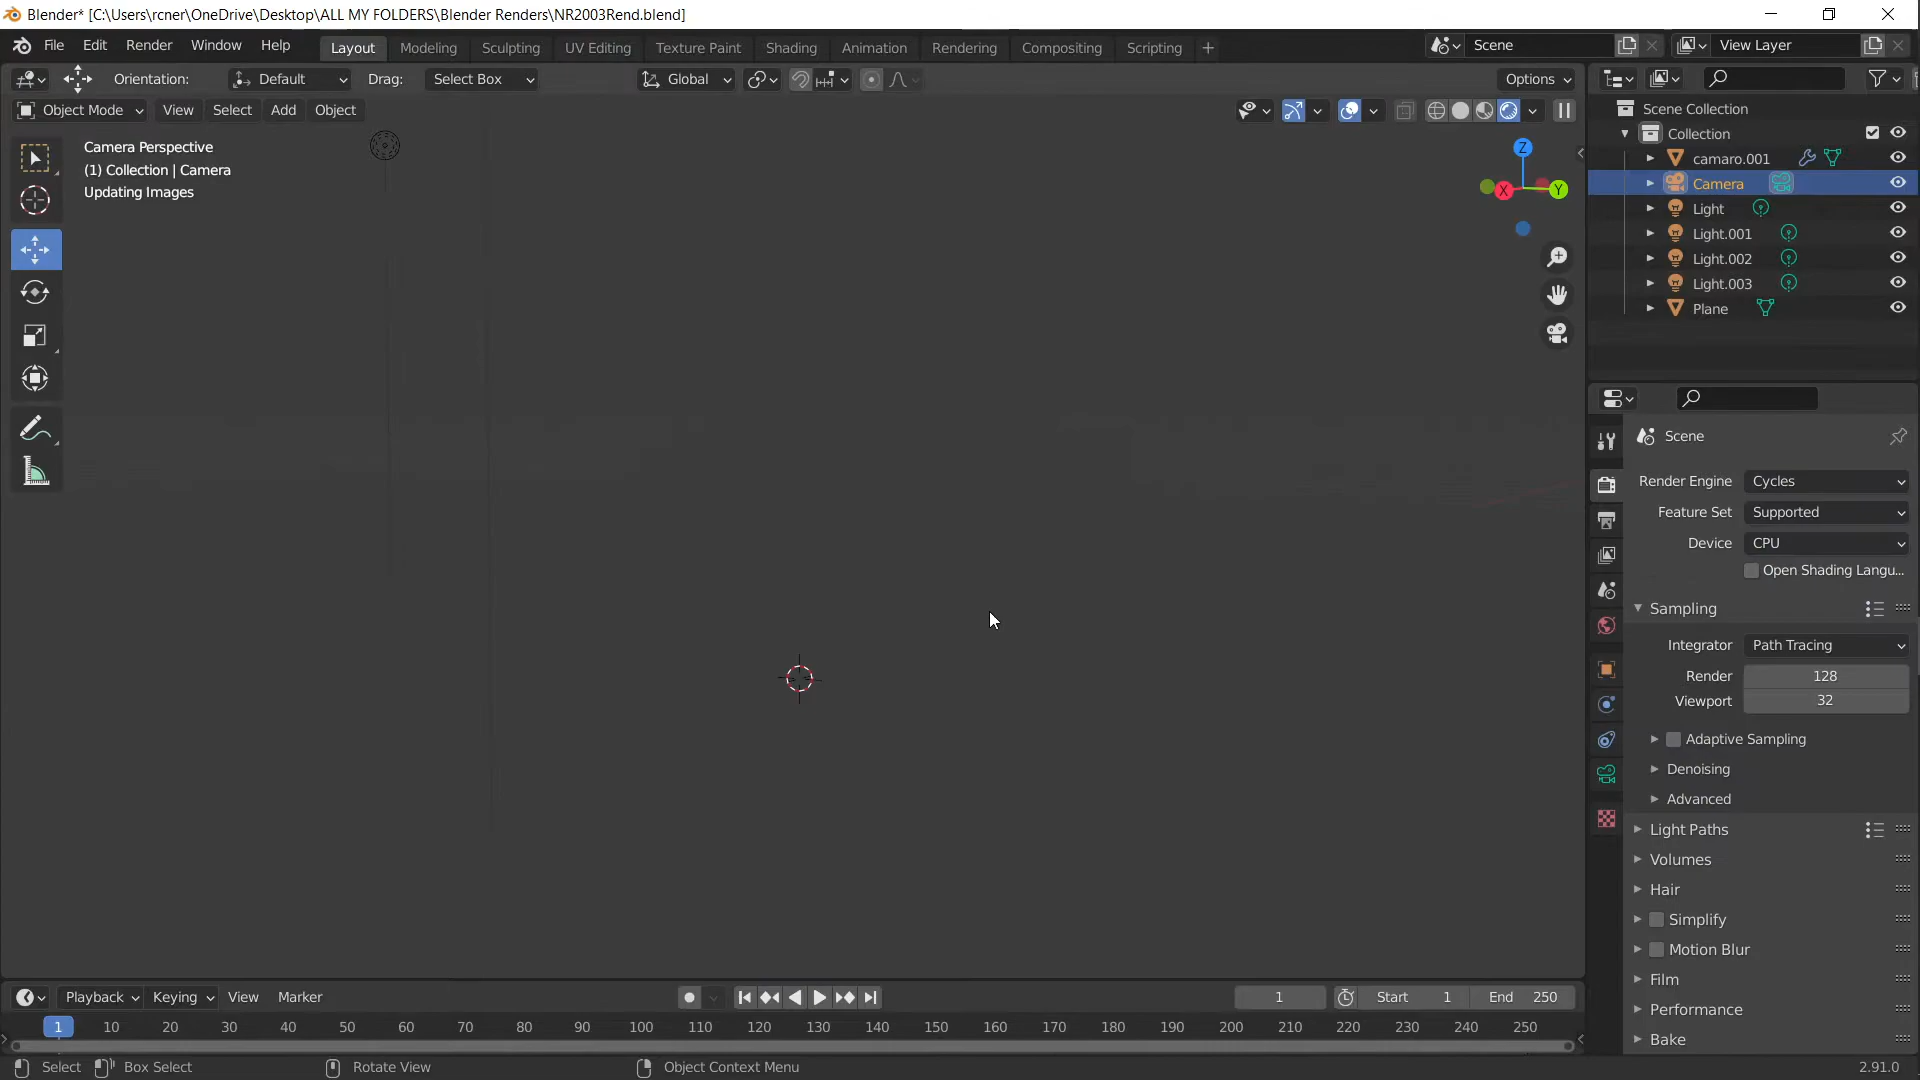 Blender* [C:\Users\rcner\OneDrive\Desktop\ALL MY FOLDERS\Blender Renders\NR2003Rend.blend]
File Edit Render Window Help Layout Modeling Sculpting UV Editing Texture Paint Shading Animation Rendering Compositing Scripting + Scene View Layer
Orientation: Default Drag: Select Box Global Options
Object Mode View Select Add Object
Camera Perspective
(1) Collection | Camera
Updating Images
Z
X
Y
Scene Collection
Collection
camaro.001
Camera
Light
Light.001
Light.002
Light.003
Plane
Scene
Render Engine Cycles
Feature Set Supported
Device CPU
Open Shading Langu...
Sampling
Integrator Path Tracing
Render 128
Viewport 32
Adaptive Sampling
Denoising
Advanced
Light Paths
Volumes
Hair
Simplify
Motion Blur
Film
Performance
Bake
Playback Keying View Marker 1 Start 1 End 250
1 10 20 30 40 50 60 70 80 90 100 110 120 130 140 150 160 170 180 190 200 210 220 230 240 250
Select Box Select Rotate View Object Context Menu 2.91.0